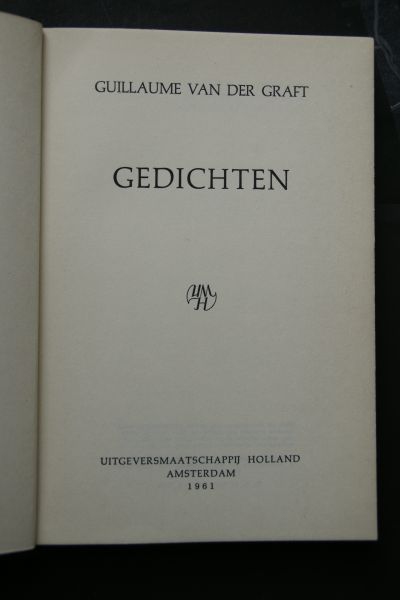 GUILLAUME VAN DER GRAFT
GEDICHTEN
UITGEVERSMAATSCHAPPIJ HOLLAND
AMSTERDAM
1961